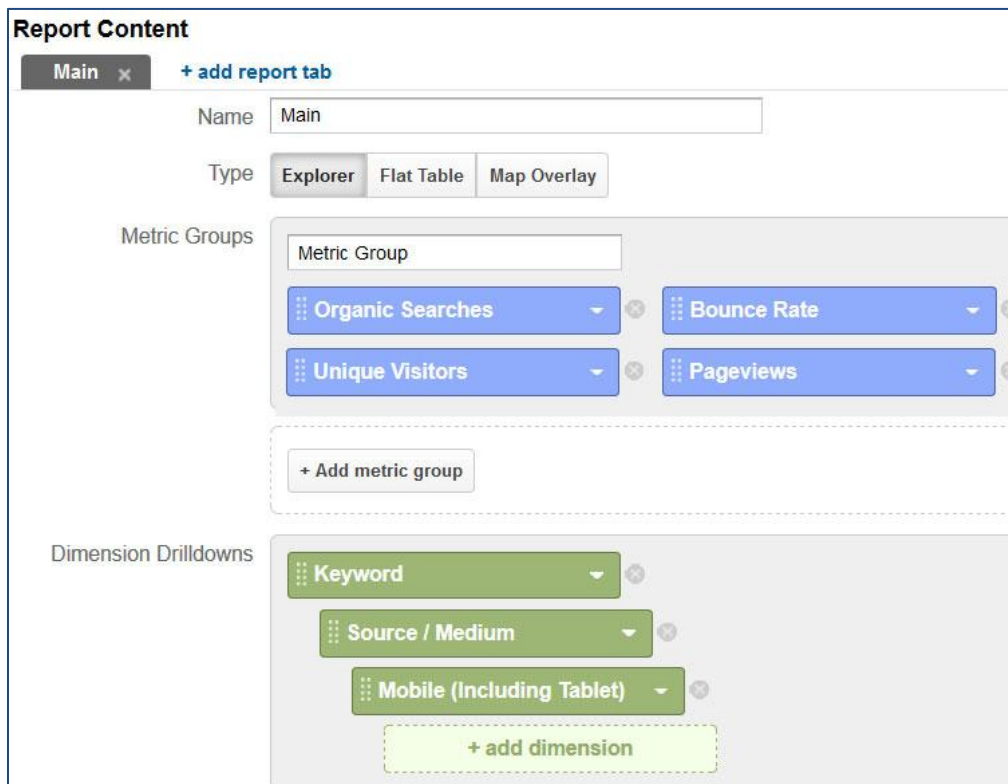 Report Content
Main x + add report tab
Name Main
Type Explorer Flat Table Map Overlay
Metric Groups
Metric Group
Organic Searches Bounce Rate
Unique Visitors Pageviews
+ Add metric group
Dimension Drilldowns
Keyword
Source / Medium
Mobile (Including Tablet)
+ add dimension